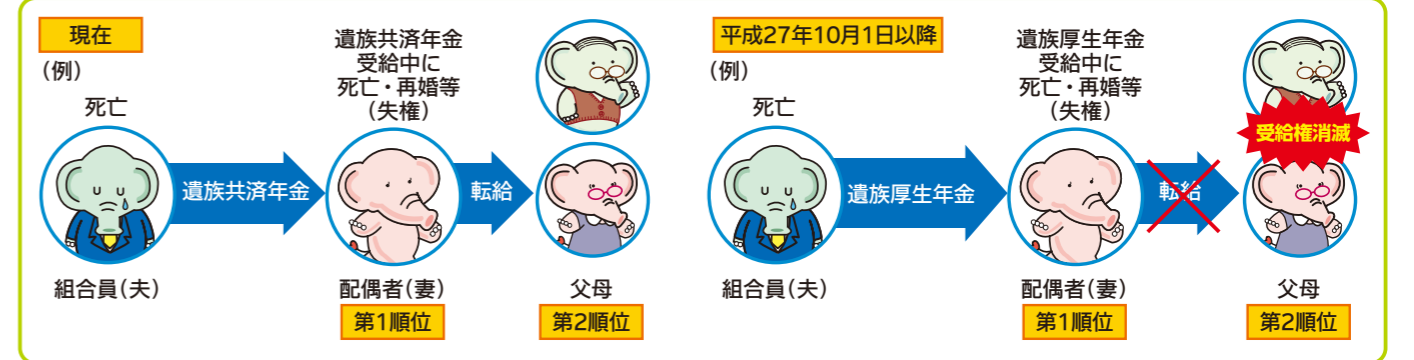 現在
(例)
死亡
組合員(夫)
遺族共済年金
遺族共済年金
受給中に
死亡・再婚等
(失権)
配偶者(妻)
第1順位
転給
父母
第2順位
平成27年10月1日以降
(例)
死亡
組合員(夫)
遺族厚生年金
遺族厚生年金
受給中に
死亡・再婚等
(失権)
配偶者(妻)
第1順位
転給
受給権消滅
父母
第2順位